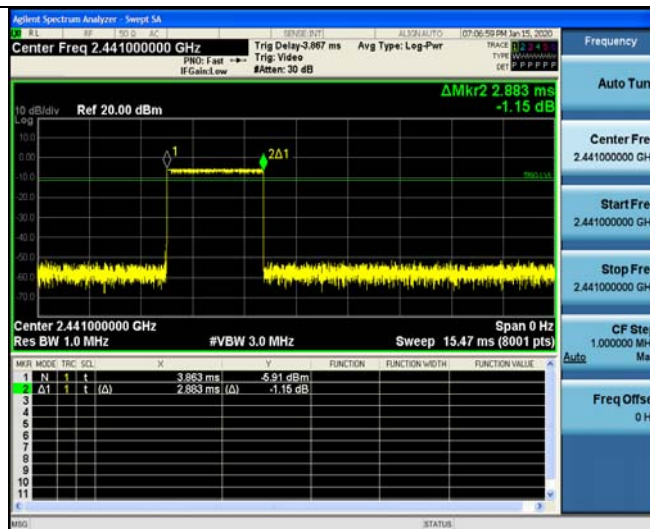 Agilent Spectrum Analyzer - Swept SA
RL RF 50 Ω AC SENSE:INT ALIGN AUTO 07:06:59 PM Jan 15, 2020
Center Freq 2.441000000 GHz
PNO: Fast
IFGain:Low
Trig Delay-3.867 ms
Trig: Video
#Atten: 30 dB
Avg Type: Log-Pwr
TRACE 1 2 3 4 5 6
TYPE W
DET P P P P P P
Frequency
ΔMkr2 2.883 ms
-1.15 dB
10 dB/div Ref 20.00 dBm
Log
10.0
0.00
-10.0
-20.0
-30.0
-40.0
-50.0
-60.0
-70.0
1
2Δ1
TRIG LVL
Center 2.441000000 GHz Span 0 Hz
Res BW 1.0 MHz #VBW 3.0 MHz Sweep 15.47 ms (8001 pts)
MKR MODE TRC SCL X Y FUNCTION FUNCTION WIDTH FUNCTION VALUE
1 N 1 t 3.863 ms -5.91 dBm
2 Δ1 1 t (Δ) 2.883 ms (Δ) -1.15 dB
3
4
5
6
7
8
9
10
11
MSG STATUS
Auto Tun
Center Fre
2.441000000 GH
Start Fre
2.441000000 GH
Stop Fre
2.441000000 GH
CF Ste
1.000000 MH
Auto Ma
Freq Offse
0 H